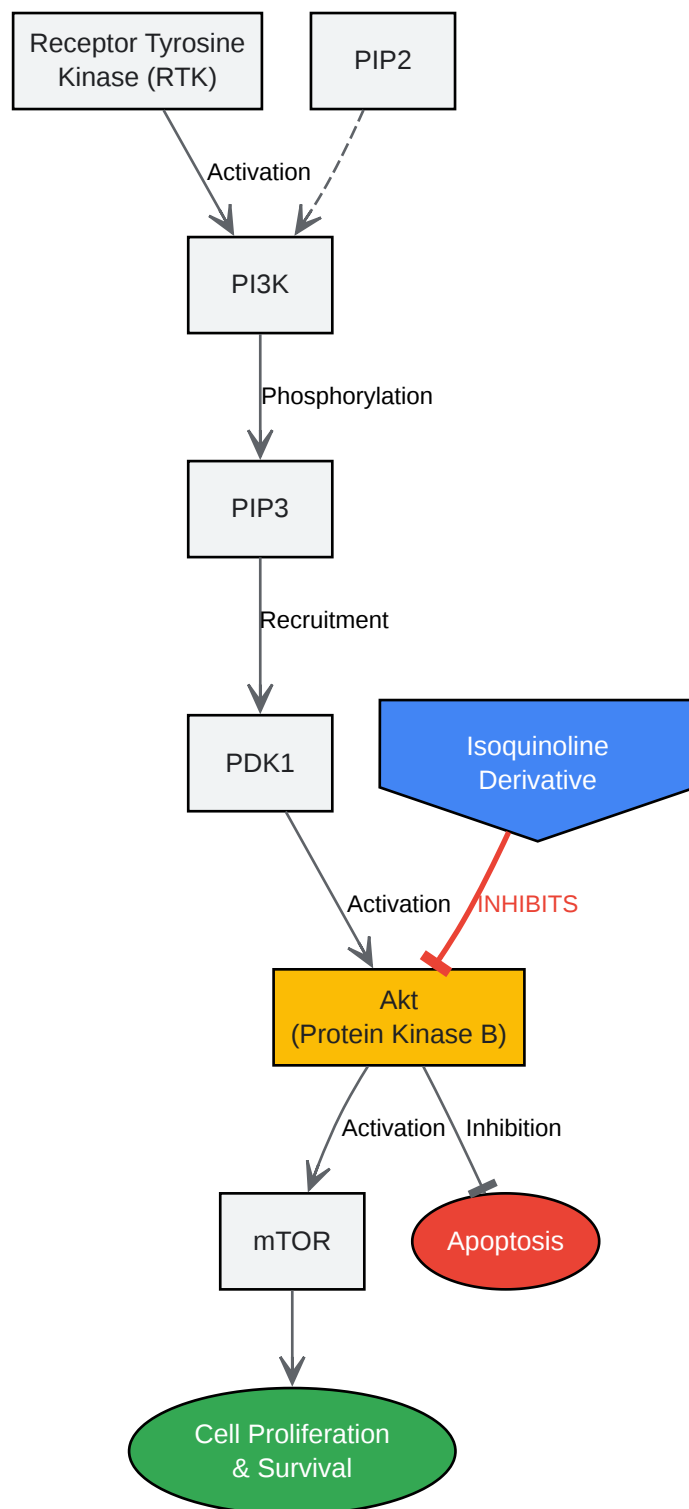 Receptor Tyrosine
Kinase (RTK)
PIP2
Activation
PI3K
Phosphorylation
PIP3
Recruitment
PDK1
Isoquinoline
Derivative
Activation
INHIBITS
Akt
(Protein Kinase B)
Activation
Inhibition
mTOR
Apoptosis
Cell Proliferation
& Survival